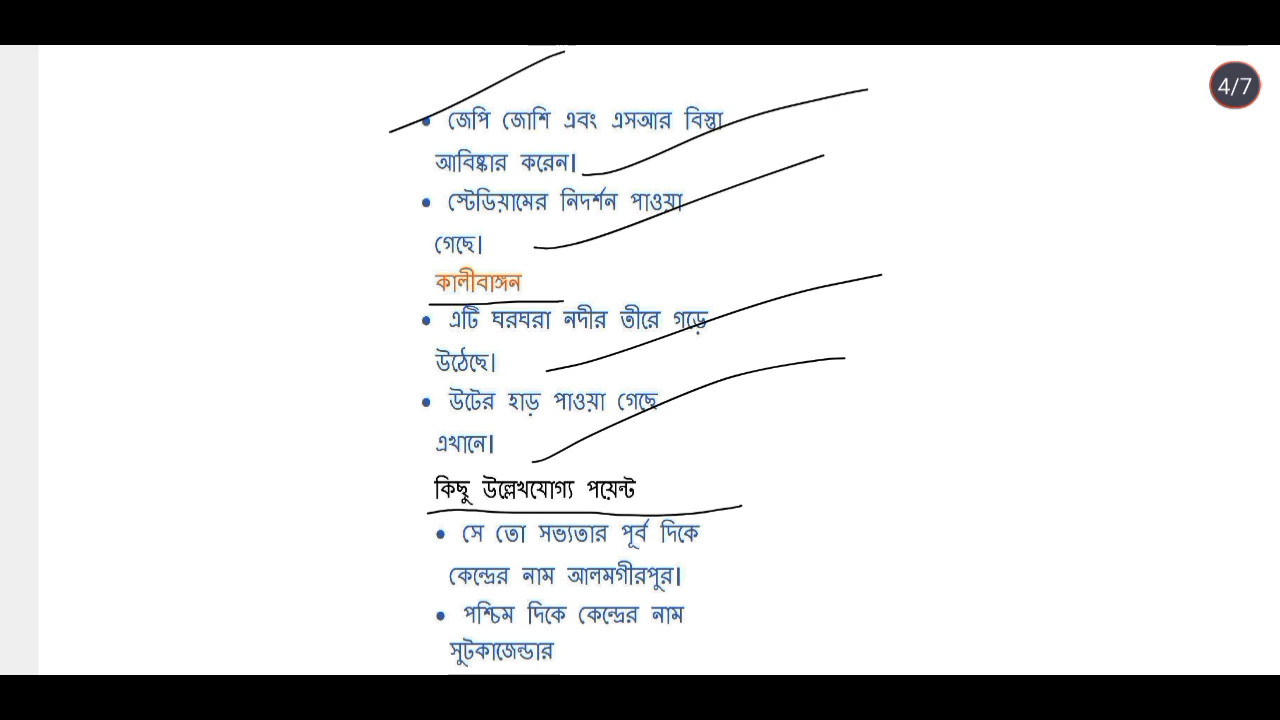 4/7
জেপি জোশি এবং এসআর বিস্তা
আবিষ্কার করেন।
স্টেডিয়ামের নিদর্শন পাওয়া
গেছে।
কালীবাঙ্গন
এটি ঘরঘরা নদীর তীরে গড়ে
উঠেছে।
উটের হাড় পাওয়া গেছে
এখানে।
কিছু উল্লেখযোগ্য পয়েন্ট
সে তো সভ্যতার পূর্ব দিকে
কেন্দ্রের নাম আলমগীরপুর।
পশ্চিম দিকে কেন্দ্রের নাম
সুটকাজেন্ডার